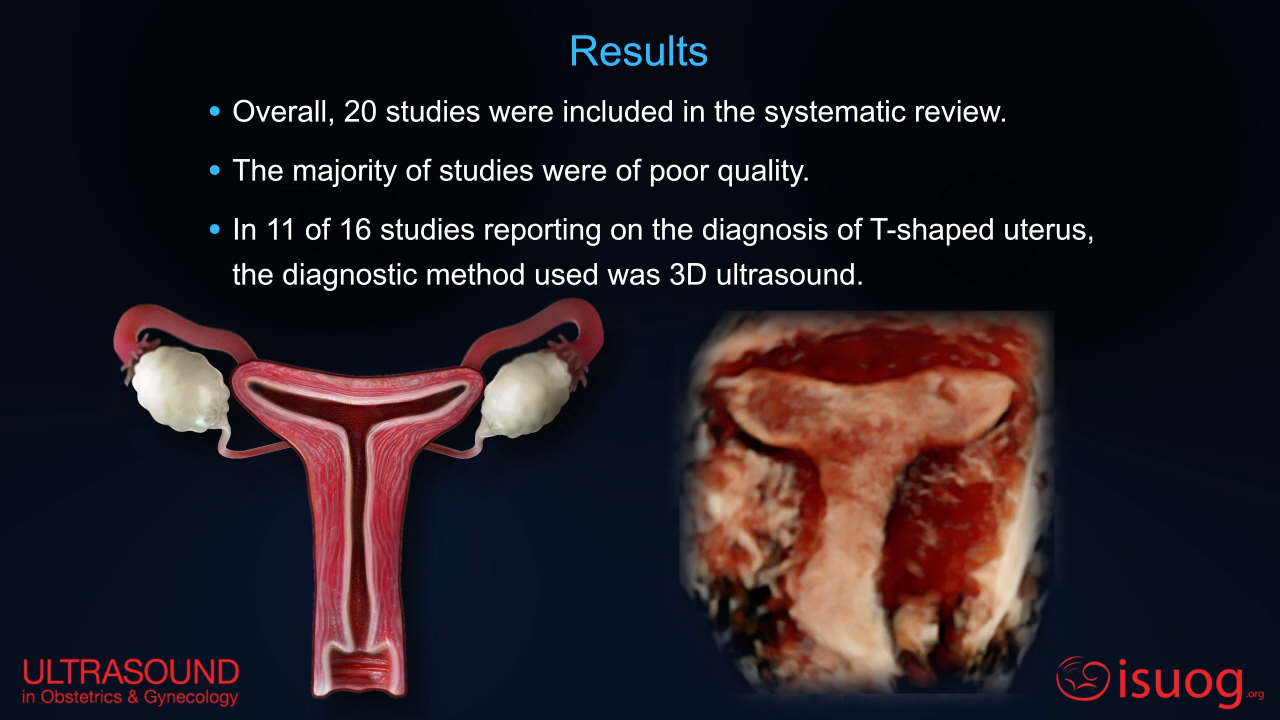 Results
• Overall, 20 studies were included in the systematic review.
• The majority of studies were of poor quality.
• In 11 of 16 studies reporting on the diagnosis of T-shaped uterus,
the diagnostic method used was 3D ultrasound.
ULTRASOUND
in Obstetrics & Gynecology
isuog.org